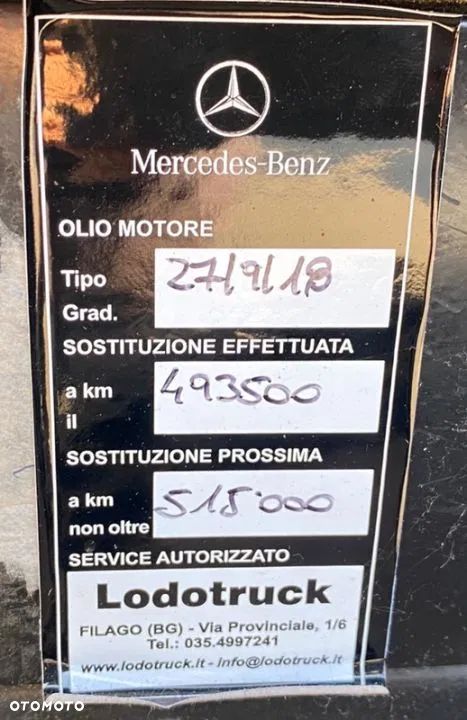 Mercedes-Benz
OLIO MOTORE
Tipo
Grad.
27/9/18
SOSTITUZIONE EFFETTUATA
a km
il
493500
SOSTITUZIONE PROSSIMA
a km
non oltre
515.000
SERVICE AUTORIZZATO
Lodotruck
FILAGO (BG) - Via Provinciale, 1/6
Tel.: 035.4997241
www.lodotruck.it - info@lodotruck.it
OTOMOTO